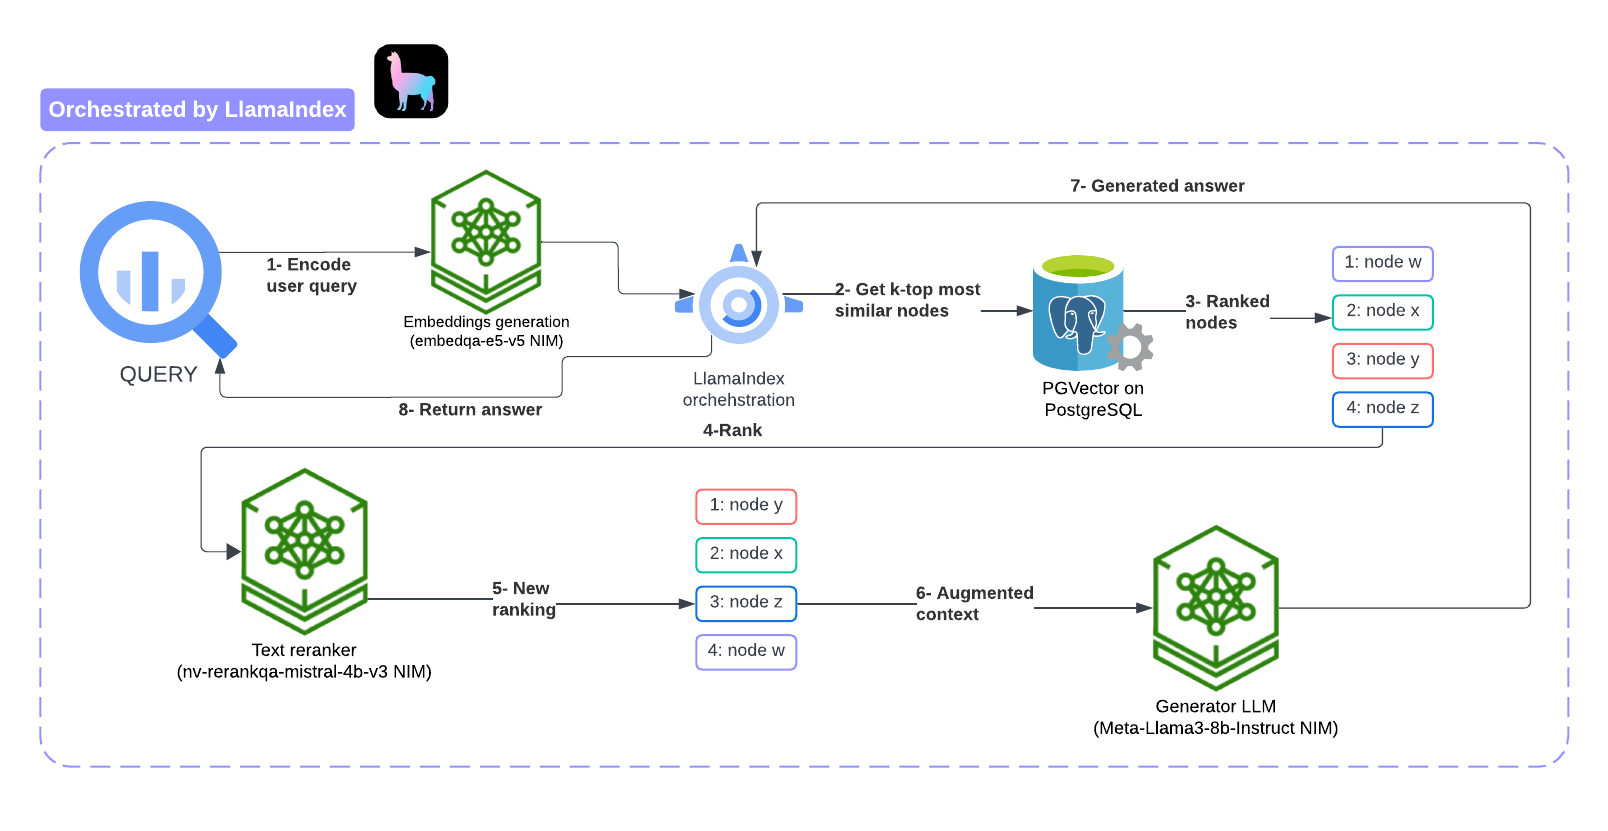 Orchestrated by LlamaIndex
7- Generated answer
1- Encode
user query
Embeddings generation
(embedqa-e5-v5 NIM)
QUERY
8- Return answer
LlamaIndex
orchehstration
2- Get k-top most
similar nodes
PGVector on
PostgreSQL
3- Ranked
nodes
1: node w
2: node x
3: node y
4: node z
4-Rank
Text reranker
(nv-rerankqa-mistral-4b-v3 NIM)
5- New
ranking
1: node y
2: node x
3: node z
4: node w
6- Augmented
context
Generator LLM
(Meta-Llama3-8b-Instruct NIM)